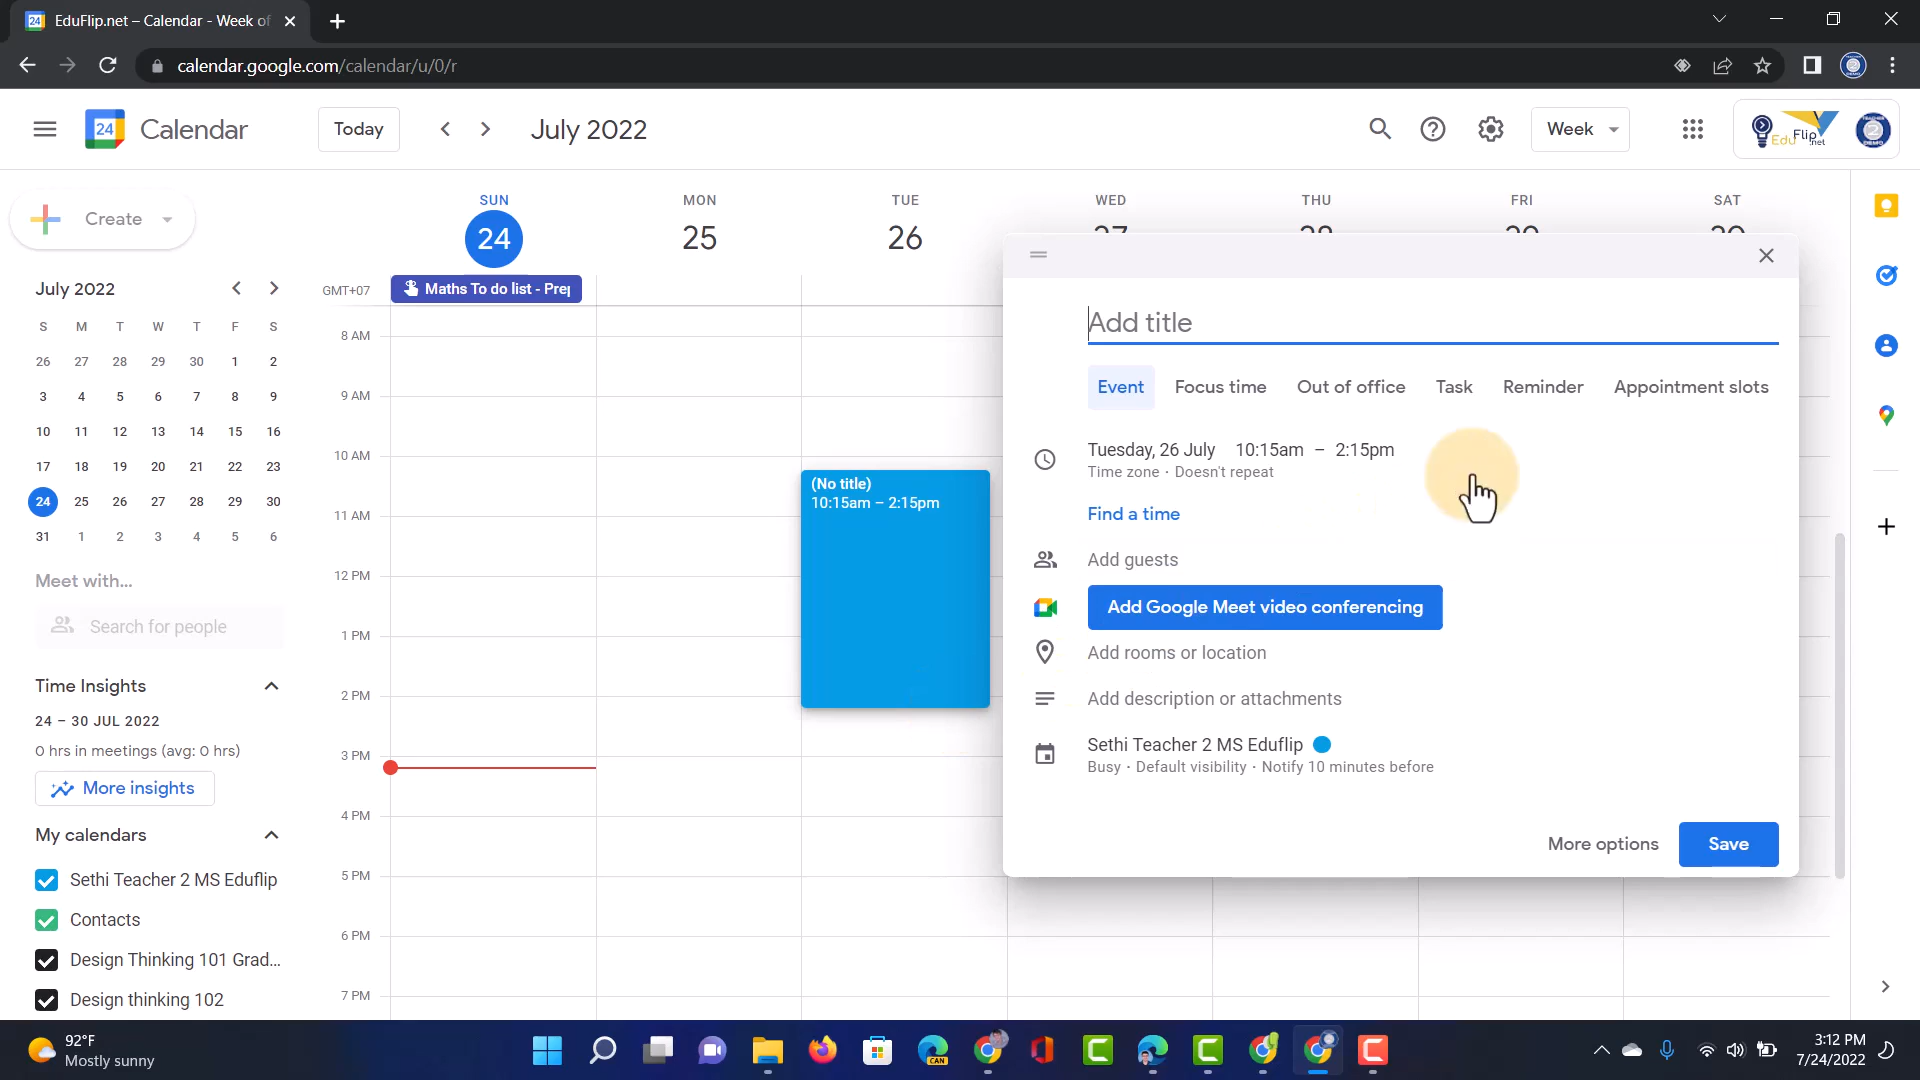 EduFlip.net – Calendar - Week of
calendar.google.com/calendar/u/0/r
24
Calendar
Today
July 2022
Week
EduFlip.net
Create
July 2022
S M T W T F S
26 27 28 29 30 1 2
3 4 5 6 7 8 9
10 11 12 13 14 15 16
17 18 19 20 21 22 23
24 25 26 27 28 29 30
31 1 2 3 4 5 6
Meet with...
Search for people
Time Insights
24 – 30 JUL 2022
0 hrs in meetings (avg: 0 hrs)
More insights
My calendars
Sethi Teacher 2 MS Eduflip
Contacts
Design Thinking 101 Grad...
Design thinking 102
SUN MON TUE WED THU FRI SAT
24 25 26 27 28 29 30
GMT+07
Maths To do list - Prep
8 AM
9 AM
10 AM
11 AM
12 PM
1 PM
2 PM
3 PM
4 PM
5 PM
6 PM
7 PM
(No title)
10:15am – 2:15pm
Add title
Event Focus time Out of office Task Reminder Appointment slots
Tuesday, 26 July 10:15am – 2:15pm
Time zone · Doesn't repeat
Find a time
Add guests
Add Google Meet video conferencing
Add rooms or location
Add description or attachments
Sethi Teacher 2 MS Eduflip
Busy · Default visibility · Notify 10 minutes before
More options Save
92°F
Mostly sunny
CAN
3:12 PM
7/24/2022